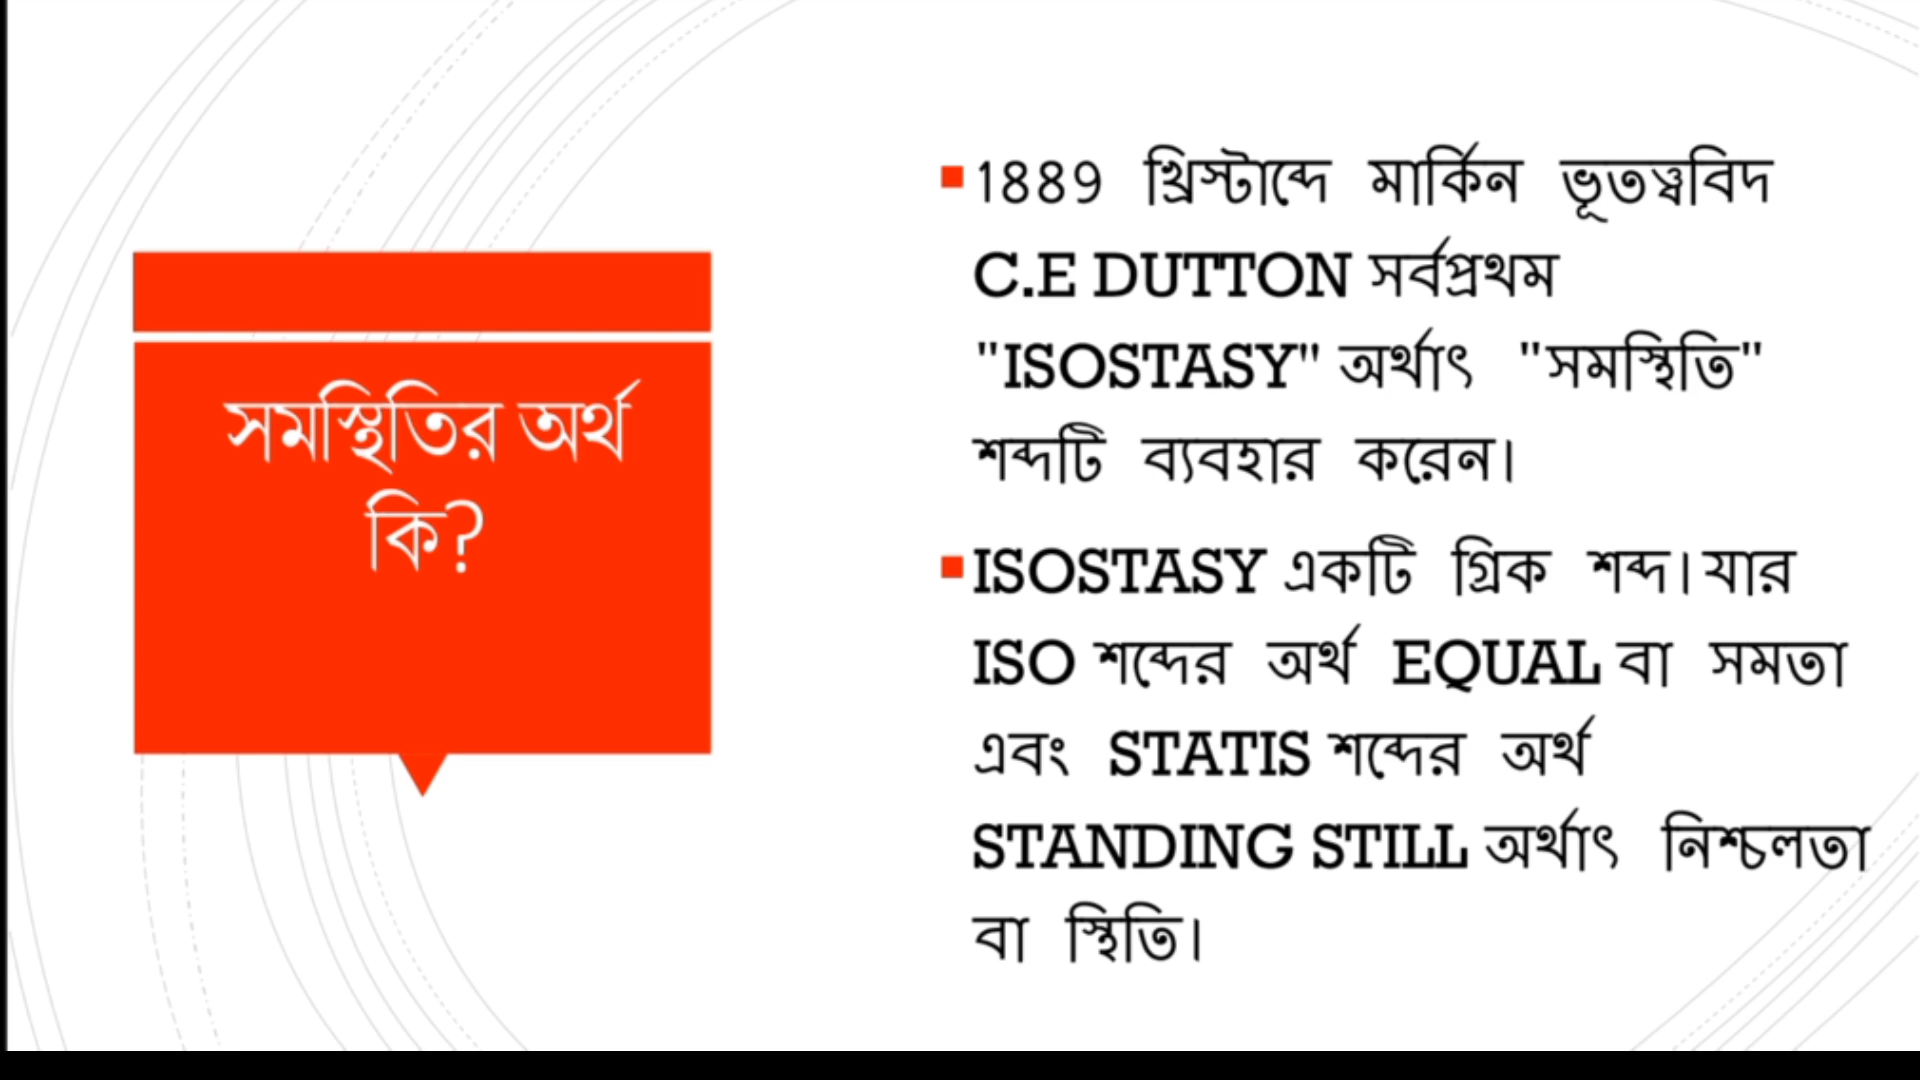 সমস্থিতির অর্থ
কি?
1889 খ্রিস্টাব্দে মার্কিন ভূতত্ত্ববিদ
C.E DUTTON সর্বপ্রথম
"ISOSTASY" অর্থাৎ "সমস্থিতি"
শব্দটি ব্যবহার করেন।
ISOSTASY একটি গ্রিক শব্দ। যার
ISO শব্দের অর্থ EQUAL বা সমতা
এবং STATIS শব্দের অর্থ
STANDING STILL অর্থাৎ নিশ্চলতা
বা স্থিতি।